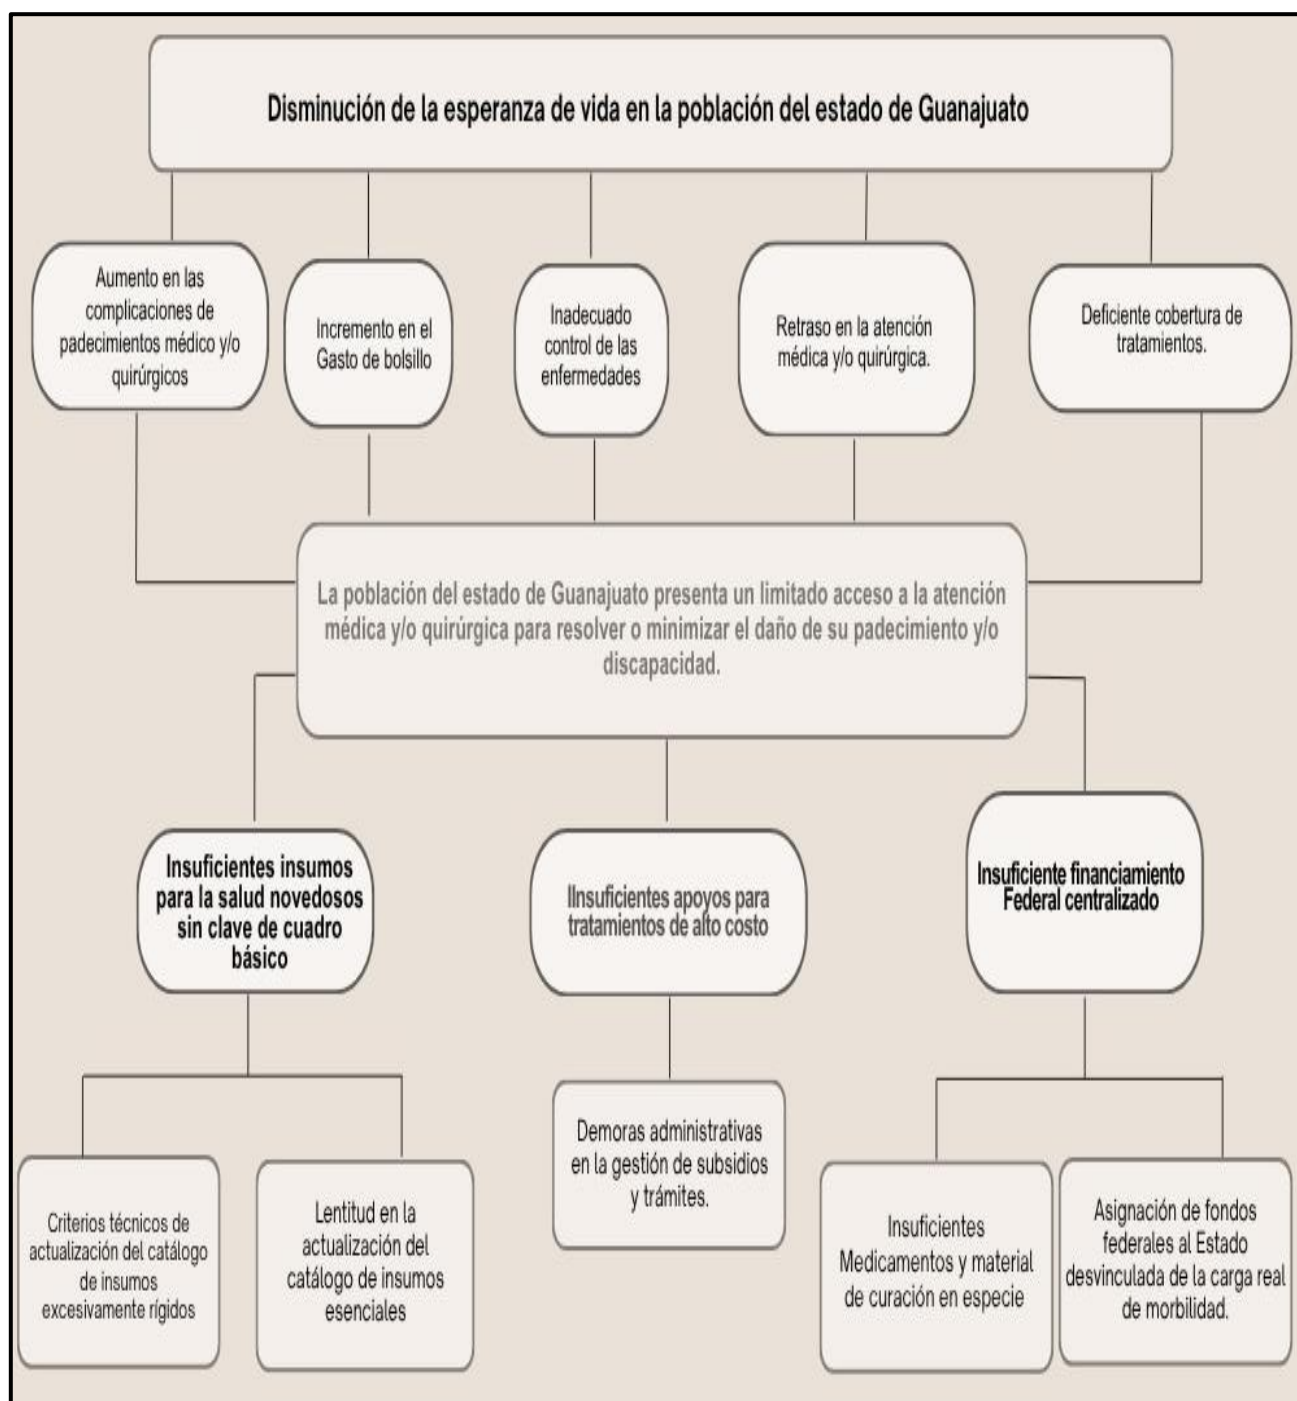 Disminución de la esperanza de vida en la población del estado de Guanajuato
Aumento en las
complicaciones de
padecimientos médico y/o
quirúrgicos
Incremento en el
Gasto de bolsillo
Inadecuado
control de las
enfermedades
Retraso en la atención
médica y/o quirúrgica.
Deficiente cobertura de
tratamientos.
La población del estado de Guanajuato presenta un limitado acceso a la atención
médica y/o quirúrgica para resolver o minimizar el daño de su padecimiento y/o
discapacidad.
Insuficientes insumos
para la salud novedosos
sin clave de cuadro
básico
IInsuficientes apoyos para
tratamientos de alto costo
Insuficiente financiamiento
Federal centralizado
Criterios técnicos de
actualización del catálogo
de insumos
excesivamente rígidos
Lentitud en la
actualización del
catálogo de insumos
esenciales
Demoras administrativas
en la gestión de subsidios
y trámites.
Insuficientes
Medicamentos y material
de curación en especie
Asignación de fondos
federales al Estado
desvinculada de la carga real
de morbilidad.